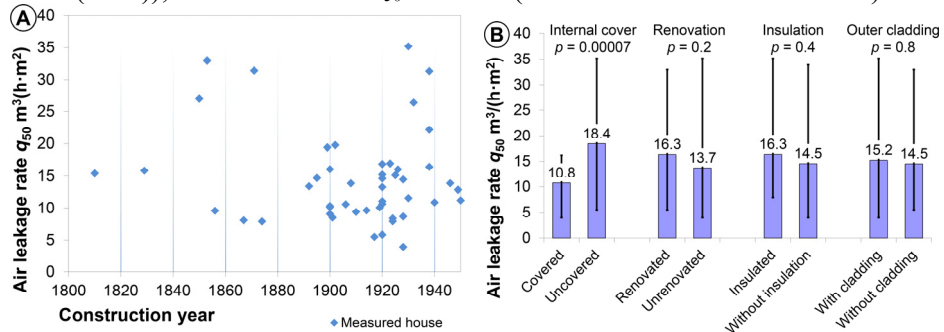 A
Air leakage rate q50 m³(h·m²)
40
35
30
25
20
15
10
5
0
1800 1820 1840 1860 1880 1900 1920 1940
Construction year
Measured house
B
Air leakage rate q50 m³/(h·m²)
40
35
30
25
20
15
10
5
0
Internal cover Renovation Insulation Outer cladding
p = 0.00007 p = 0.2 p = 0.4 p = 0.8
10.8 18.4 16.3 13.7 16.3 14.5 15.2 14.5
Covered
Uncovered
Renovated
Unrenovated
Insulated
Without insulation
With cladding
Without cladding